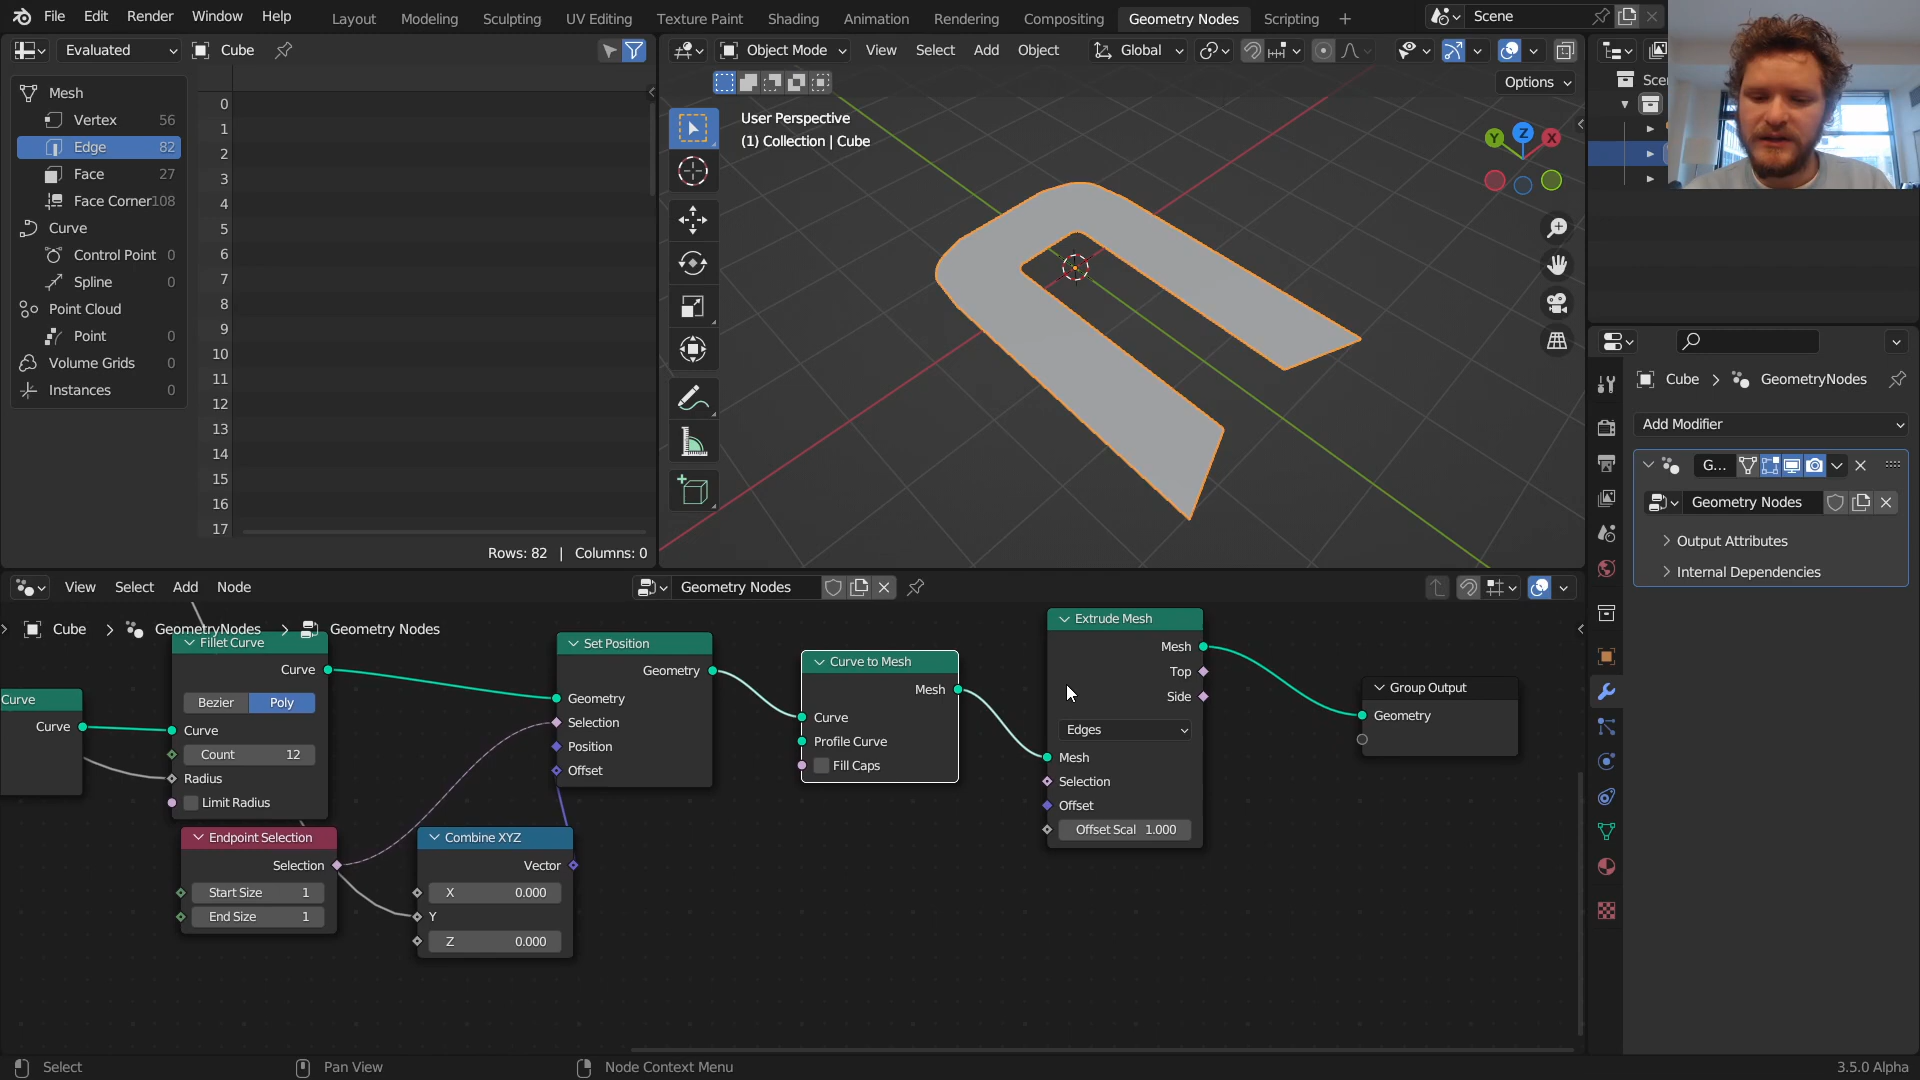 File Edit Render Window Help
Layout Modeling Sculpting UV Editing Texture Paint Shading Animation Rendering Compositing Geometry Nodes Scripting +
Scene
Evaluated Cube
Object Mode View Select Add Object Global
Options
Mesh
Vertex 56
Edge 82
Face 27
Face Corner 108
Curve
Control Point 0
Spline 0
Point Cloud
Point 0
Volume Grids 0
Instances 0
0
1
2
3
4
5
6
7
8
9
10
11
12
13
14
15
16
17
Rows: 82 | Columns: 0
User Perspective
(1) Collection | Cube
Y Z X
Scen
Cube > GeometryNodes
Add Modifier
G...
Geometry Nodes
Output Attributes
Internal Dependencies
View Select Add Node
Geometry Nodes
Cube > GeometryNodes > Geometry Nodes
Curve
Curve
Fillet Curve
Curve
Bezier Poly
Curve
Count 12
Radius
Limit Radius
Endpoint Selection
Selection
Start Size 1
End Size 1
Combine XYZ
Vector
X 0.000
Y
Z 0.000
Set Position
Geometry
Geometry
Selection
Position
Offset
Curve to Mesh
Mesh
Curve
Profile Curve
Fill Caps
Extrude Mesh
Mesh
Top
Side
Edges
Mesh
Selection
Offset
Offset Scal 1.000
Group Output
Geometry
Select Pan View Node Context Menu
3.5.0 Alpha